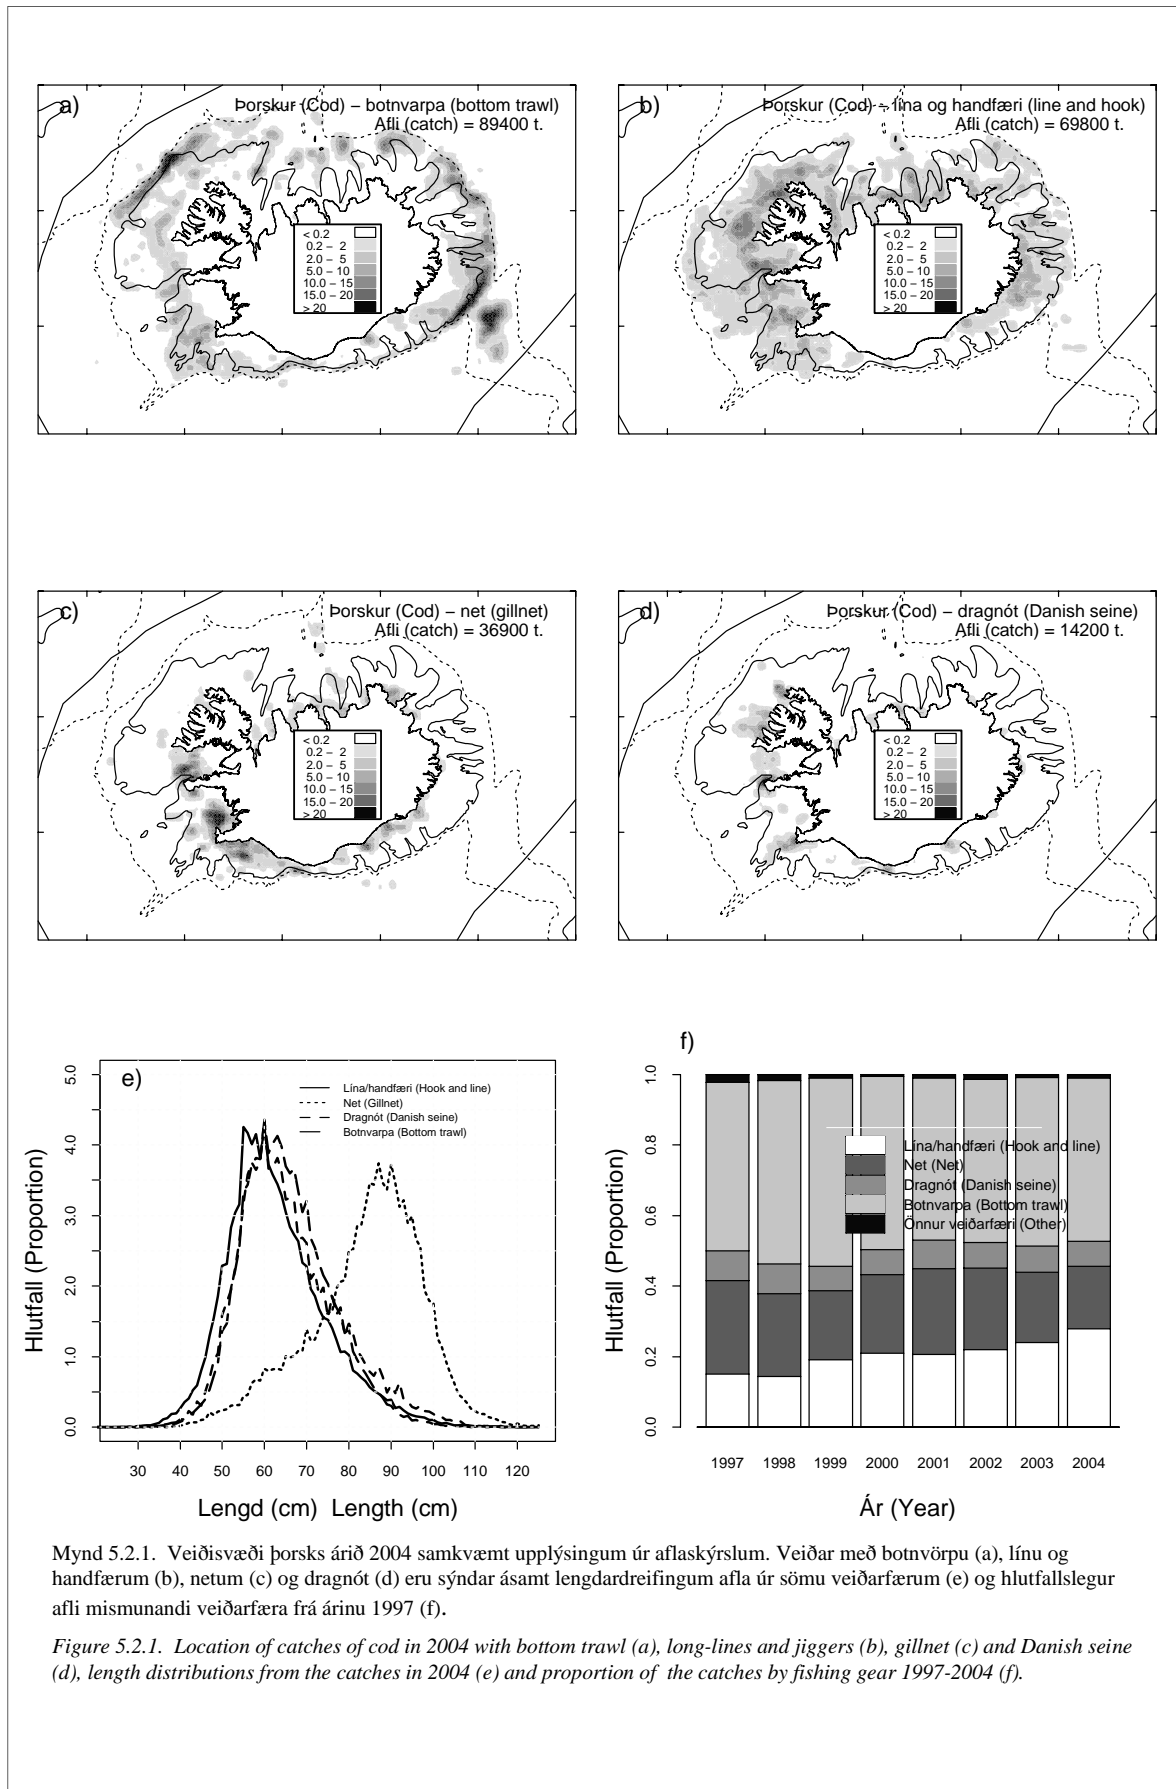 a)
Þorskur (Cod) – botnvarpa (bottom trawl)
Afli (catch) = 89400 t.
< 0.2
0.2 – 2
2.0 – 5
5.0 – 10
10.0 – 15
15.0 – 20
> 20
b)
Þorskur (Cod) – lína og handfæri (line and hook)
Afli (catch) = 69800 t.
< 0.2
0.2 – 2
2.0 – 5
5.0 – 10
10.0 – 15
15.0 – 20
> 20
c)
Þorskur (Cod) – net (gillnet)
Afli (catch) = 36900 t.
< 0.2
0.2 – 2
2.0 – 5
5.0 – 10
10.0 – 15
15.0 – 20
> 20
d)
Þorskur (Cod) – dragnót (Danish seine)
Afli (catch) = 14200 t.
< 0.2
0.2 – 2
2.0 – 5
5.0 – 10
10.0 – 15
15.0 – 20
> 20
e)
Lína/handfæri (Hook and line)
Net (Gillnet)
Dragnót (Danish seine)
Botnvarpa (Bottom trawl)
Hlutfall (Proportion)
5.0
4.0
3.0
2.0
1.0
0.0
30 40 50 60 70 80 90 100 110 120
Lengd (cm) Length (cm)
f)
Lína/handfæri (Hook and line)
Net (Net)
Dragnót (Danish seine)
Botnvarpa (Bottom trawl)
Önnur veiðarfæri (Other)
Hlutfall (Proportion)
1.0
0.8
0.6
0.4
0.2
0.0
1997 1998 1999 2000 2001 2002 2003 2004
Ár (Year)
Mynd 5.2.1. Veiðisvæði þorsks árið 2004 samkvæmt upplýsingum úr aflaskýrslum. Veiðar með botnvörpu (a), línu og
handfærum (b), netum (c) og dragnót (d) eru sýndar ásamt lengdardreifingum afla úr sömu veiðarfærum (e) og hlutfallslegur
afli mismunandi veiðarfæra frá árinu 1997 (f).
Figure 5.2.1. Location of catches of cod in 2004 with bottom trawl (a), long-lines and jiggers (b), gillnet (c) and Danish seine
(d), length distributions from the catches in 2004 (e) and proportion of the catches by fishing gear 1997-2004 (f).